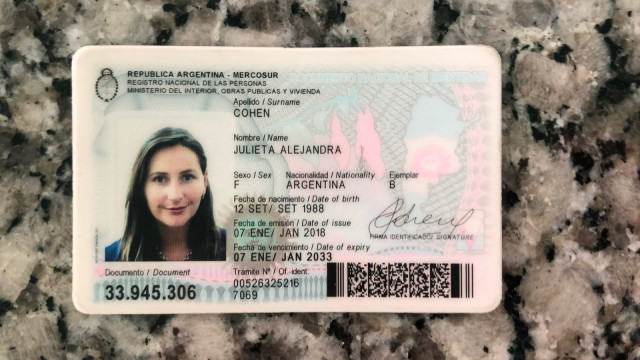 REPUBLICA ARGENTINA - MERCOSUR
REGISTRO NACIONAL DE LAS PERSONAS
MINISTERIO DEL INTERIOR, OBRAS PUBLICAS Y VIVIENDA
Apellido / Surname
COHEN
Nombre / Name
JULIETA ALEJANDRA
Sexo / Sex Nacionalidad / Nationality Ejemplar
F ARGENTINA B
Fecha de nacimiento / Date of birth
12 SET/ SET 1988
Fecha de emisión / Date of issue
07 ENE/ JAN 2018
Fecha de vencimiento / Date of expiry
07 ENE/ JAN 2033
FIRMA IDENTIFICADO/ SIGNATURE
Documento / Document
33.945.306
Trámite Nº / Of. ident.
00526325216
7069